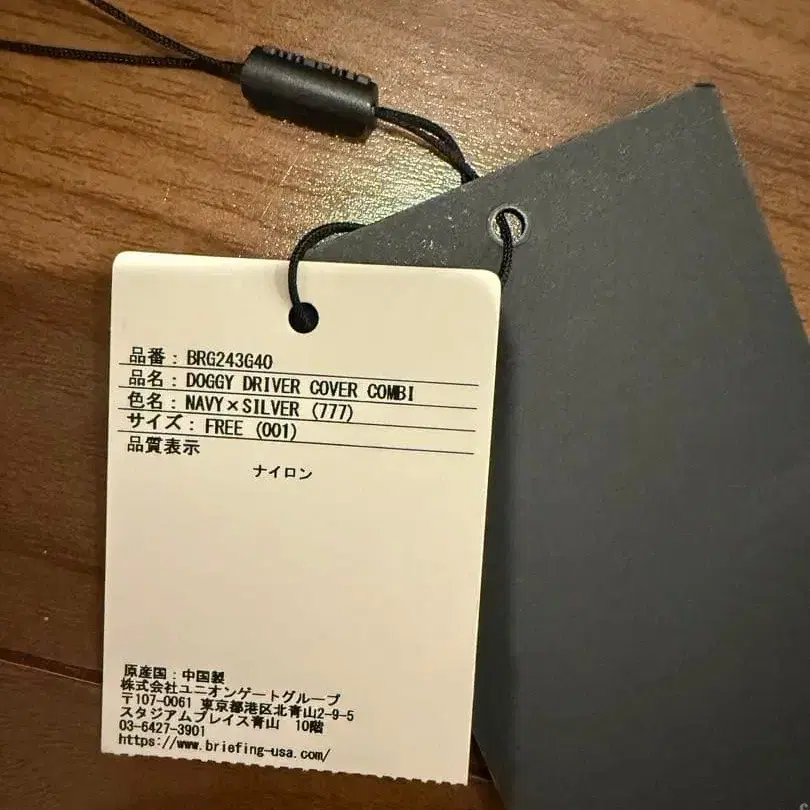 品番：BRG243G40
品名：DOGGY DRIVER COVER COMBI
色名：NAVY×SILVER (777)
サイズ：FREE (001)
品質表示
ナイロン
原産国：中国製
株式会社ユニオンゲートグループ
〒107-0061 東京都港区北青山2-9-5
スタジアムプレイス青山 10階
03-6427-3901
https://www.briefing-usa.com/